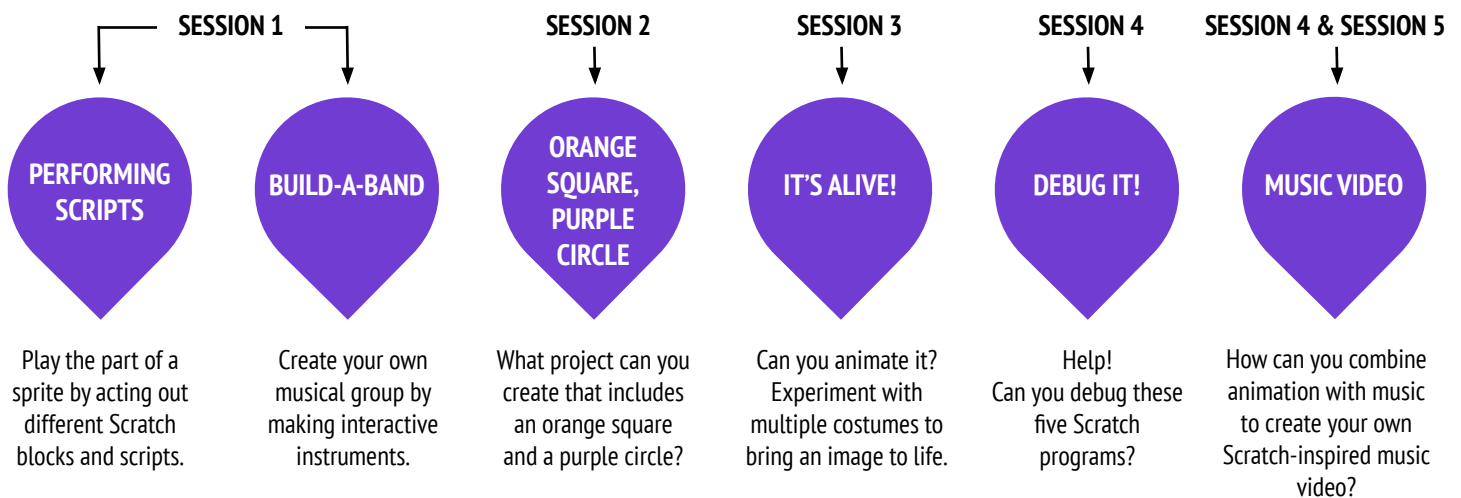 SESSION 1
SESSION 2
SESSION 3
SESSION 4
SESSION 4 & SESSION 5
PERFORMING
SCRIPTS
Play the part of a
sprite by acting out
different Scratch
blocks and scripts.
BUILD-A-BAND
Create your own
musical group by
making interactive
instruments.
ORANGE
SQUARE,
PURPLE
CIRCLE
What project can you
create that includes
an orange square
and a purple circle?
IT'S ALIVE!
Can you animate it?
Experiment with
multiple costumes to
bring an image to life.
DEBUG IT!
Help!
Can you debug these
five Scratch
programs?
MUSIC VIDEO
How can you combine
animation with music
to create your own
Scratch-inspired music
video?